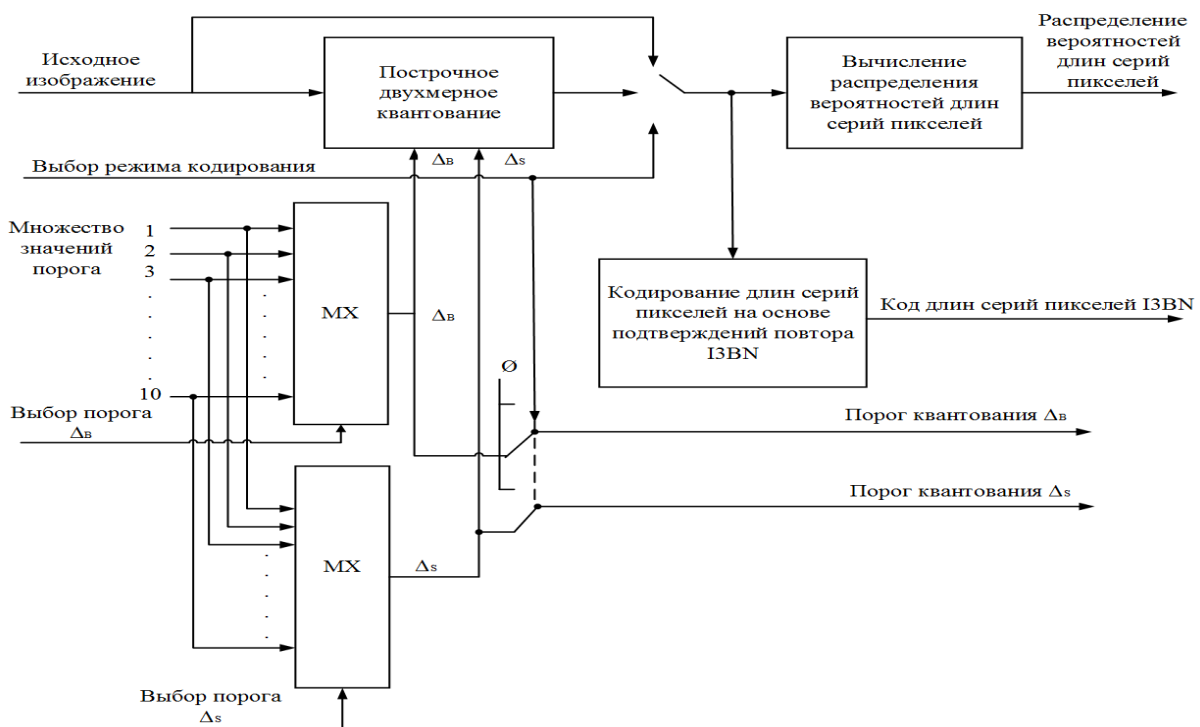 Исходное
изображение
Построчное
двухмерное
квантование
Вычисление
распределения
вероятностей длин
серий пикселей
Распределение
вероятностей
длин серий
пикселей
Выбор режима кодирования
Δв
Δs
Множество
значений
порога
1
2
3
10
MX
Δв
Выбор порога
Δв
Кодирование длин серий
пикселей на основе
подтверждений повтора
I3BN
Код длин серий пикселей I3BN
Ø
Порог квантования Δв
Порог квантования Δs
MX
Δs
Выбор порога
Δs